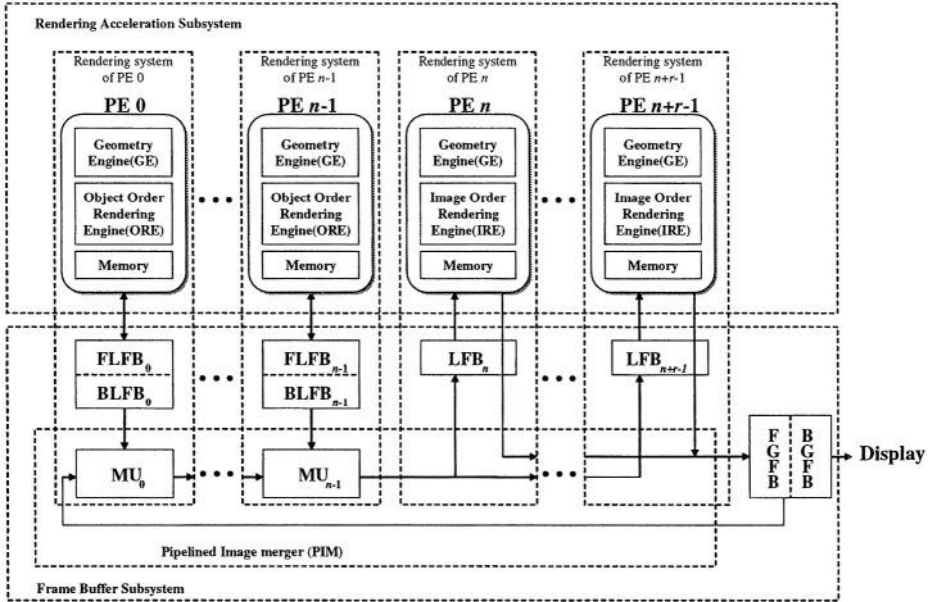 Rendering Acceleration Subsystem
Rendering system
of PE 0
Rendering system
of PE n-1
Rendering system
of PE n
Rendering system
of PE n+r-1
PE 0
PE n-1
PE n
PE n+r-1
Geometry
Engine(GE)
Geometry
Engine(GE)
Geometry
Engine(GE)
Geometry
Engine(GE)
Object Order
Rendering
Engine(ORE)
Object Order
Rendering
Engine(ORE)
Image Order
Rendering
Engine(IRE)
Image Order
Rendering
Engine(IRE)
Memory
Memory
Memory
Memory
FLFB0
BLFB0
FLFBn-1
BLFBn-1
LFBn
LFBn+r-1
MU0
MUn-1
FGFB
BGFB
Display
Pipelined Image merger (PIM)
Frame Buffer Subsystem